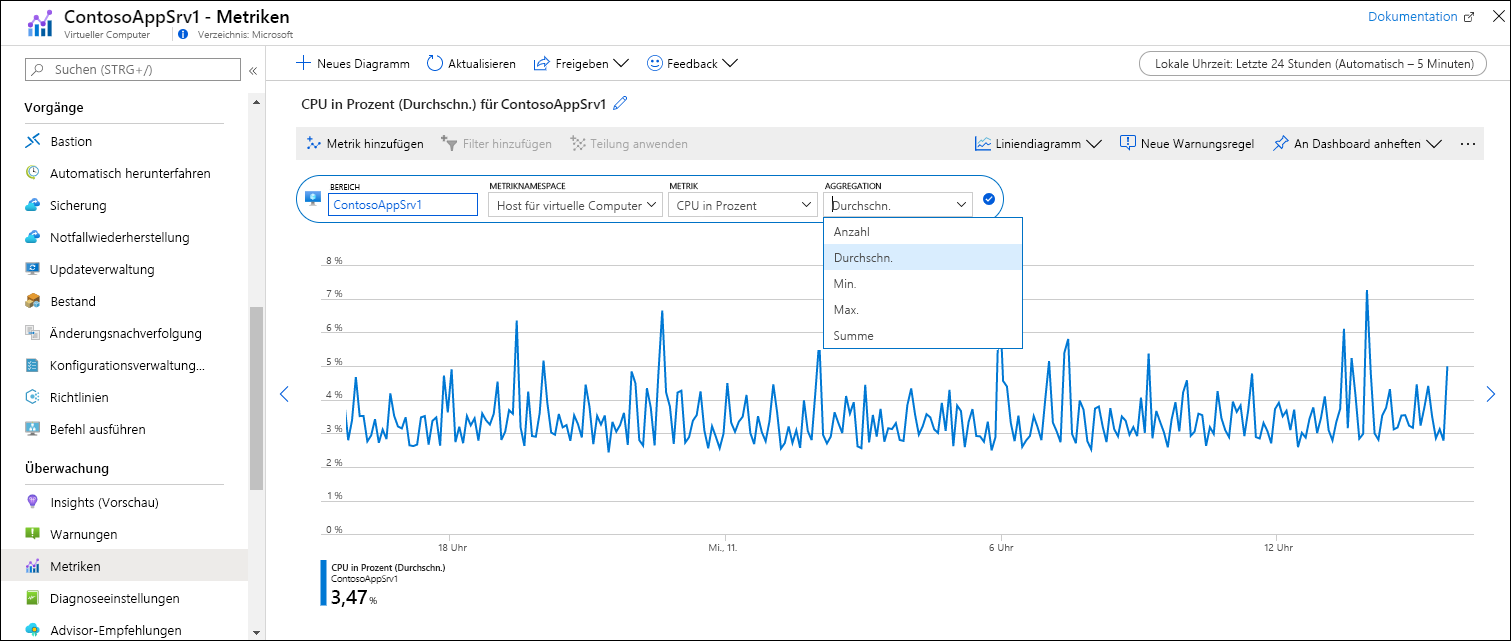 ContosoAppSrv1 - Metriken
Virtueller Computer
Verzeichnis: Microsoft
Dokumentation
Suchen (STRG+/)
«
Vorgänge
Bastion
Automatisch herunterfahren
Sicherung
Notfallwiederherstellung
Updateverwaltung
Bestand
Änderungsnachverfolgung
Konfigurationsverwaltung...
Richtlinien
Befehl ausführen
Überwachung
Insights (Vorschau)
Warnungen
Metriken
Diagnoseeinstellungen
Advisor-Empfehlungen
Neues Diagramm
Aktualisieren
Freigeben
Feedback
Lokale Uhrzeit: Letzte 24 Stunden (Automatisch – 5 Minuten)
CPU in Prozent (Durchschn.) für ContosoAppSrv1
Metrik hinzufügen
Filter hinzufügen
Teilung anwenden
Liniendiagramm
Neue Warnungsregel
An Dashboard anheften
...
BEREICH
ContosoAppSrv1
METRIKNAMESPACE
Host für virtuelle Computer
METRIK
CPU in Prozent
AGGREGATION
Durchschn.
Anzahl
Durchschn.
Min.
Max.
Summe
8 %
7 %
6 %
5 %
4 %
3 %
2 %
1 %
0 %
18 Uhr
Mi., 11.
6 Uhr
12 Uhr
CPU in Prozent (Durchschn.)
ContosoAppSrv1
3,47 %